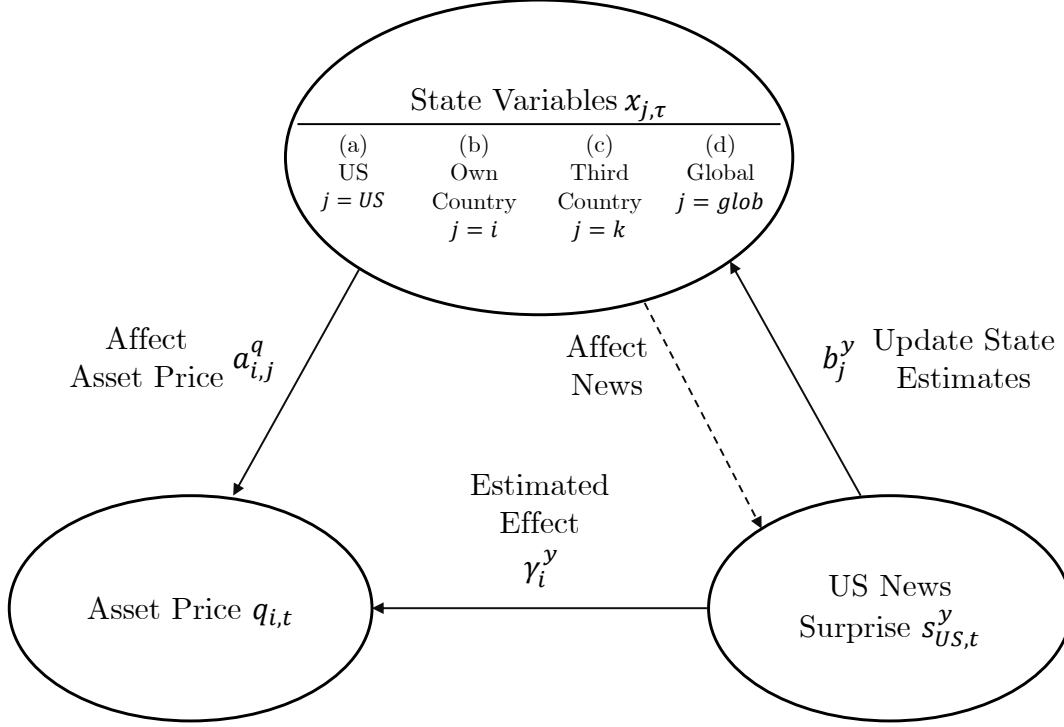 State Variables x_{j,τ}
(a) (b) (c) (d)
US Own Third Global
j = US Country Country j = glob
j = i j = k
Affect
Asset Price a^q_{i,j}
Affect
News
b^y_j Update State
Estimates
Estimated
Effect
γ^y_i
Asset Price q_{i,t}
US News
Surprise s^y_{US,t}